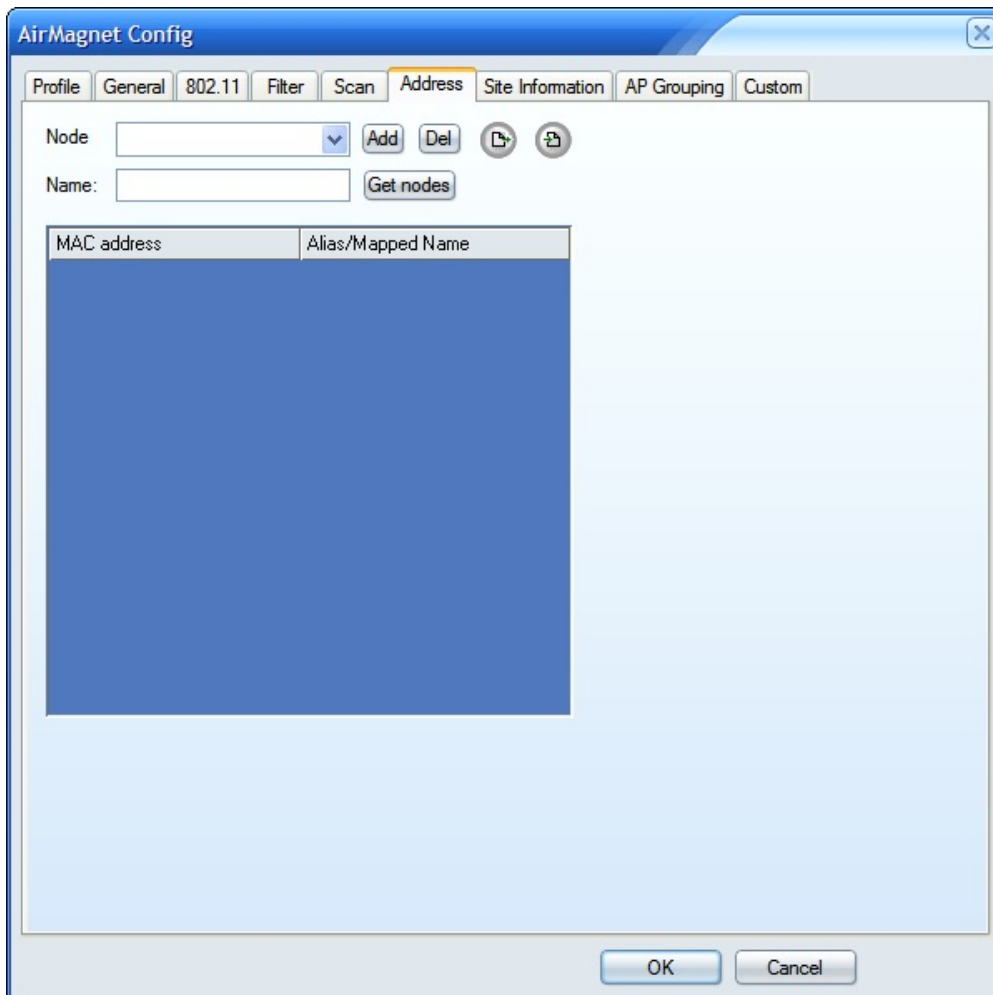 AirMagnet Config
Profile General 802.11 Filter Scan Address Site Information AP Grouping Custom
Node Add Del
Name: Get nodes
MAC address Alias/Mapped Name
OK Cancel